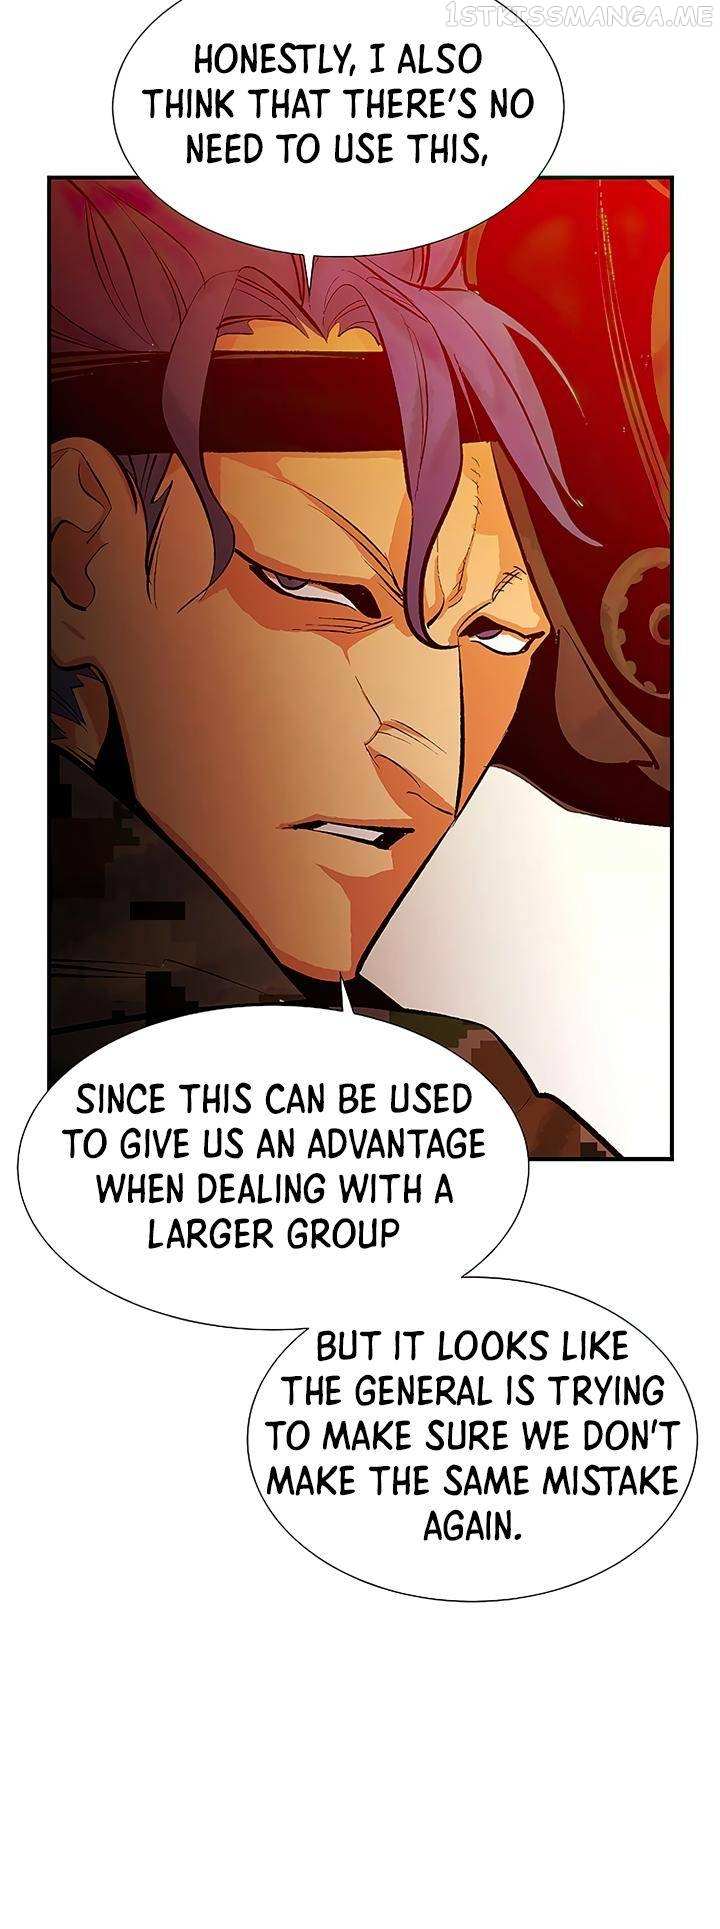 1STKISSMANGA.ME
HONESTLY, I ALSO
THINK THAT THERE'S NO
NEED TO USE THIS,
SINCE THIS CAN BE USED
TO GIVE US AN ADVANTAGE
WHEN DEALING WITH A
LARGER GROUP
BUT IT LOOKS LIKE
THE GENERAL IS TRYING
TO MAKE SURE WE DON'T
MAKE THE SAME MISTAKE
AGAIN.